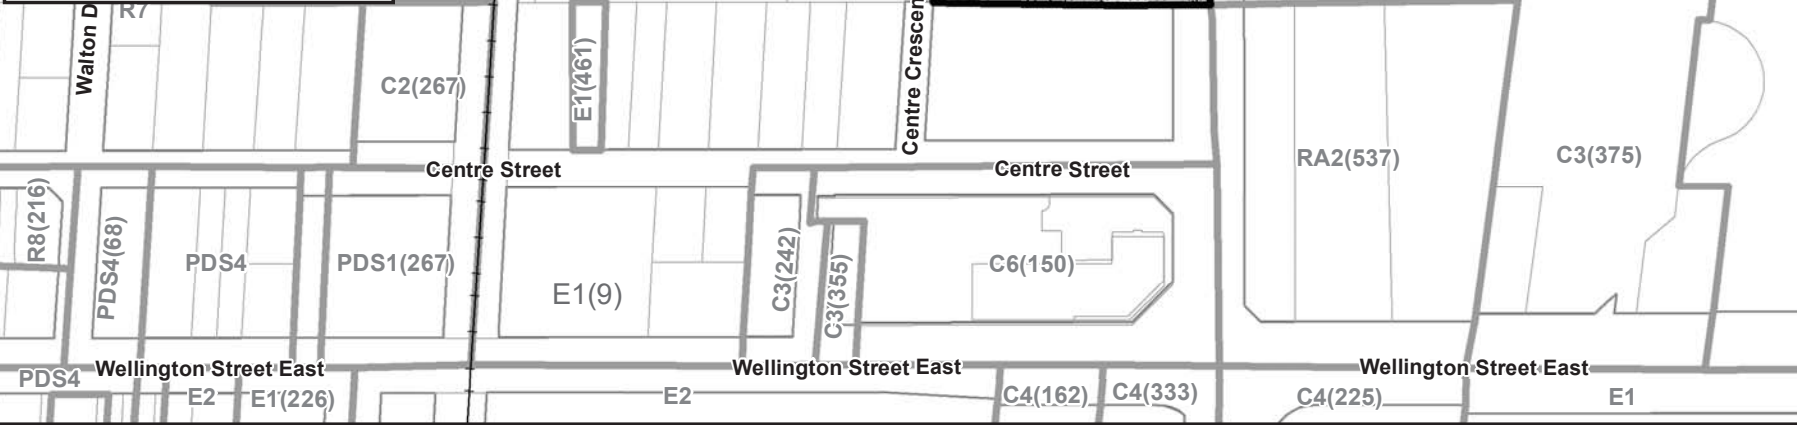 R7
Walton D
C2(267)
E1(461)
Centre Crescen
RA2(537)
C3(375)
Centre Street
Centre Street
R8(216)
PDS4(68)
PDS4
PDS1(267)
E1(9)
C3(242)
C3(355)
C6(150)
Wellington Street East
Wellington Street East
Wellington Street East
PDS4
E2
E1(226)
E2
C4(162)
C4(333)
C4(225)
E1